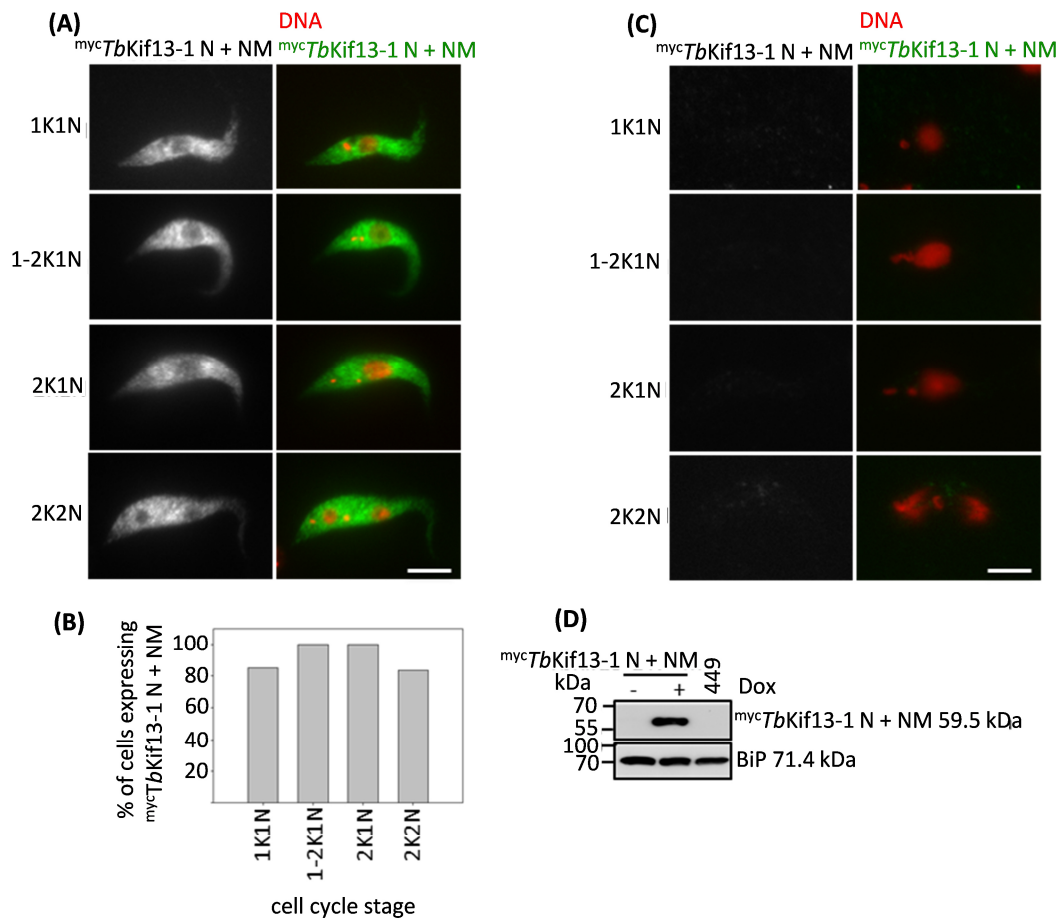 (A)
DNA
mycTbKif13-1 N + NM mycTbKif13-1 N + NM
1K1N
1-2K1N
2K1N
2K2N
(C)
DNA
mycTbKif13-1 N + NM mycTbKif13-1 N + NM
1K1N
1-2K1N
2K1N
2K2N
(B)
% of cells expressing
mycTbKif13-1 N + NM
100
80
60
40
20
1K1N
1-2K1N
2K1N
2K2N
cell cycle stage
(D)
mycTbKif13-1 N + NM 449
kDa - + Dox
70
55
mycTbKif13-1 N + NM 59.5 kDa
100
70
BiP 71.4 kDa